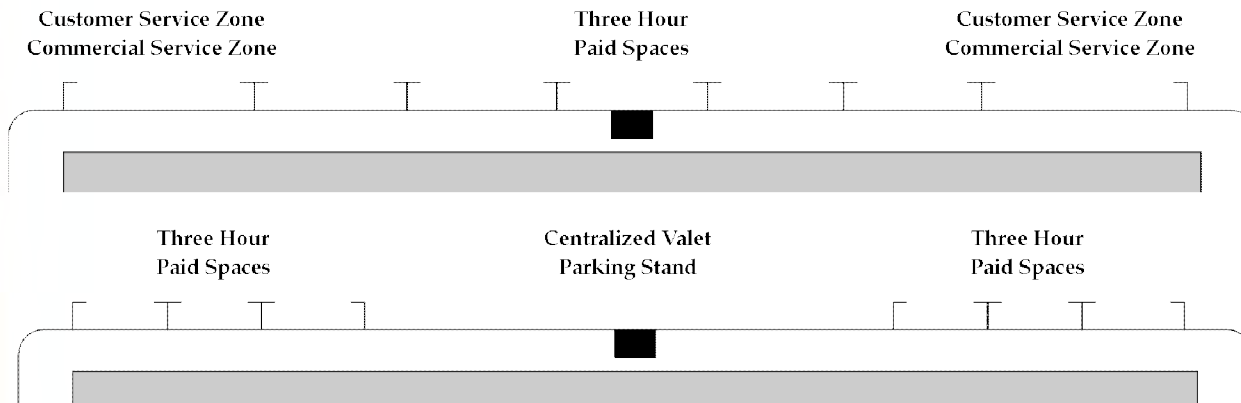 Customer Service Zone
Commercial Service Zone
Three Hour
Paid Spaces
Customer Service Zone
Commercial Service Zone
Three Hour
Paid Spaces
Centralized Valet
Parking Stand
Three Hour
Paid Spaces